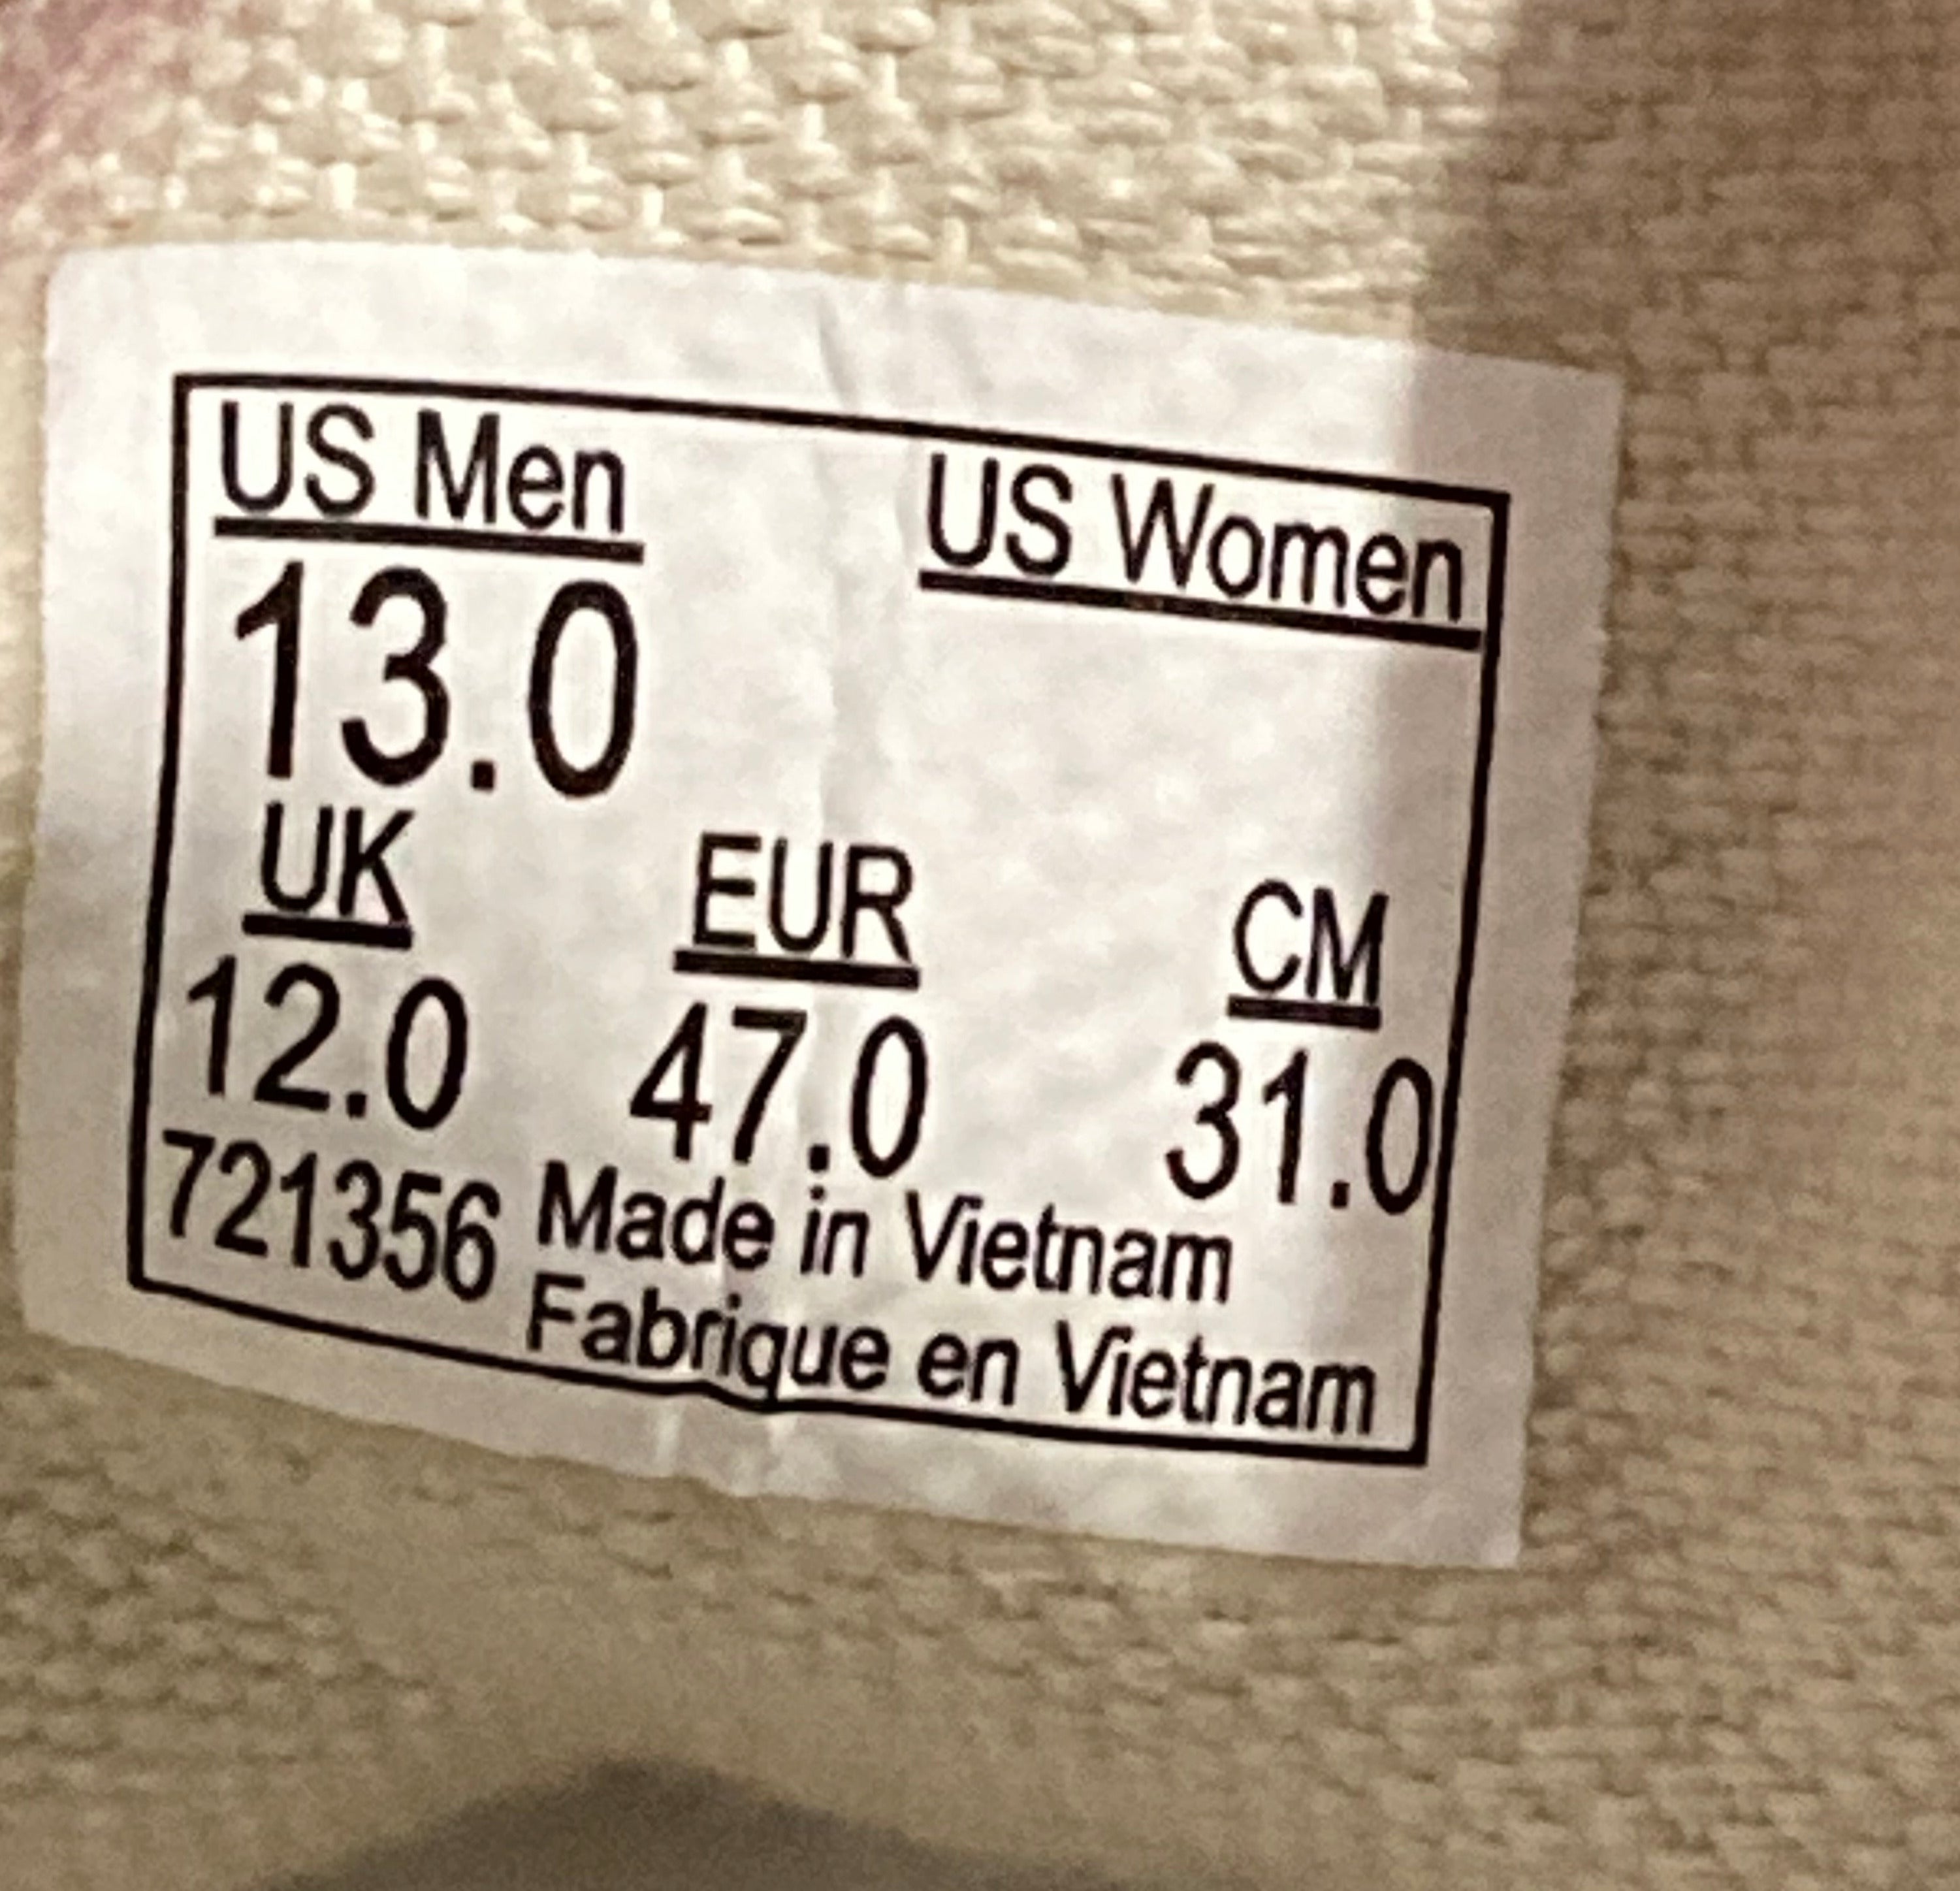 US Men US Women
13.0
UK EUR CM
12.0 47.0 31.0
721356 Made in Vietnam
Fabrique en Vietnam